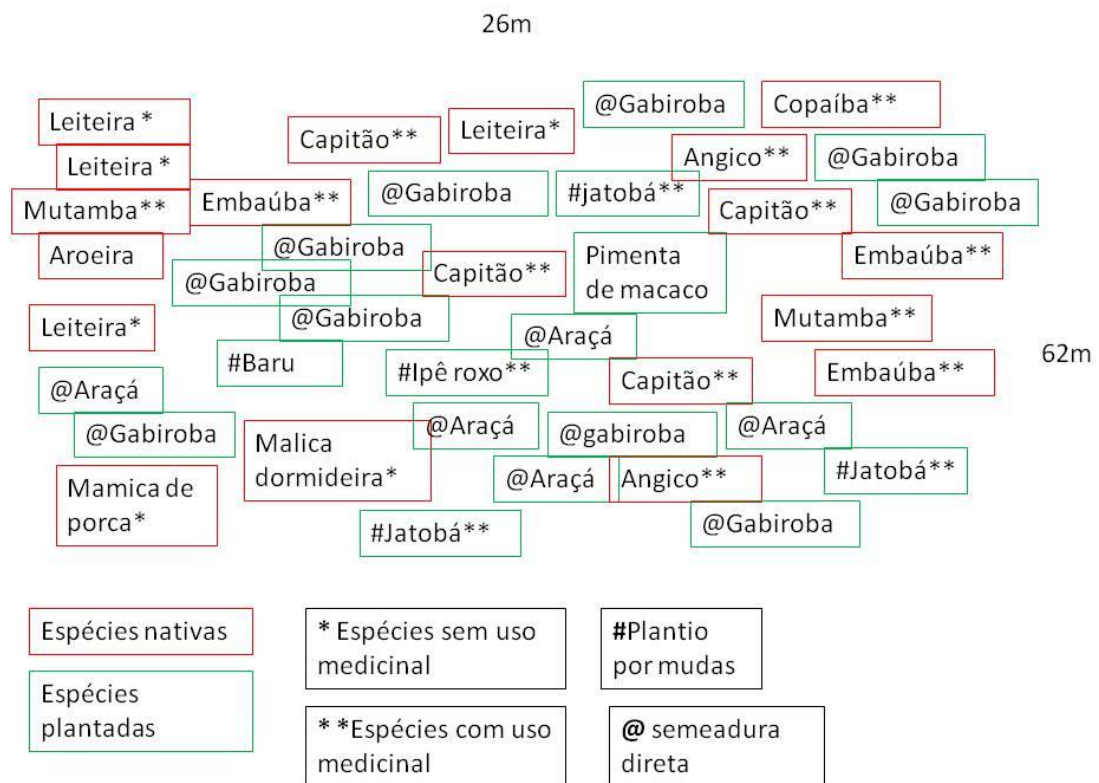 26m
@Gabiroba
Copaíba**
Leiteira *
Capitão**
Leiteira*
Leiteira *
Angico**
@Gabiroba
Mutamba**
Embaúba**
@Gabiroba
#jatobá**
Capitão**
@Gabiroba
Aroeira
@Gabiroba
Capitão**
Pimenta
de macaco
Embaúba**
@Gabiroba
@Gabiroba
Leiteira*
@Araçá
Mutamba**
62m
#Baru
#Ipê roxo**
Capitão**
Embaúba**
@Araçá
@Gabiroba
Malica
dormideira*
@Araçá
@gabiroba
@Araçá
Mamica de
porca*
@Araçá
Angico**
#Jatobá**
#Jatobá**
@Gabiroba
Espécies nativas
* Espécies sem uso
medicinal
#Plantio
por mudas
Espécies
plantadas
* *Espécies com uso
medicinal
@ semeadura
direta